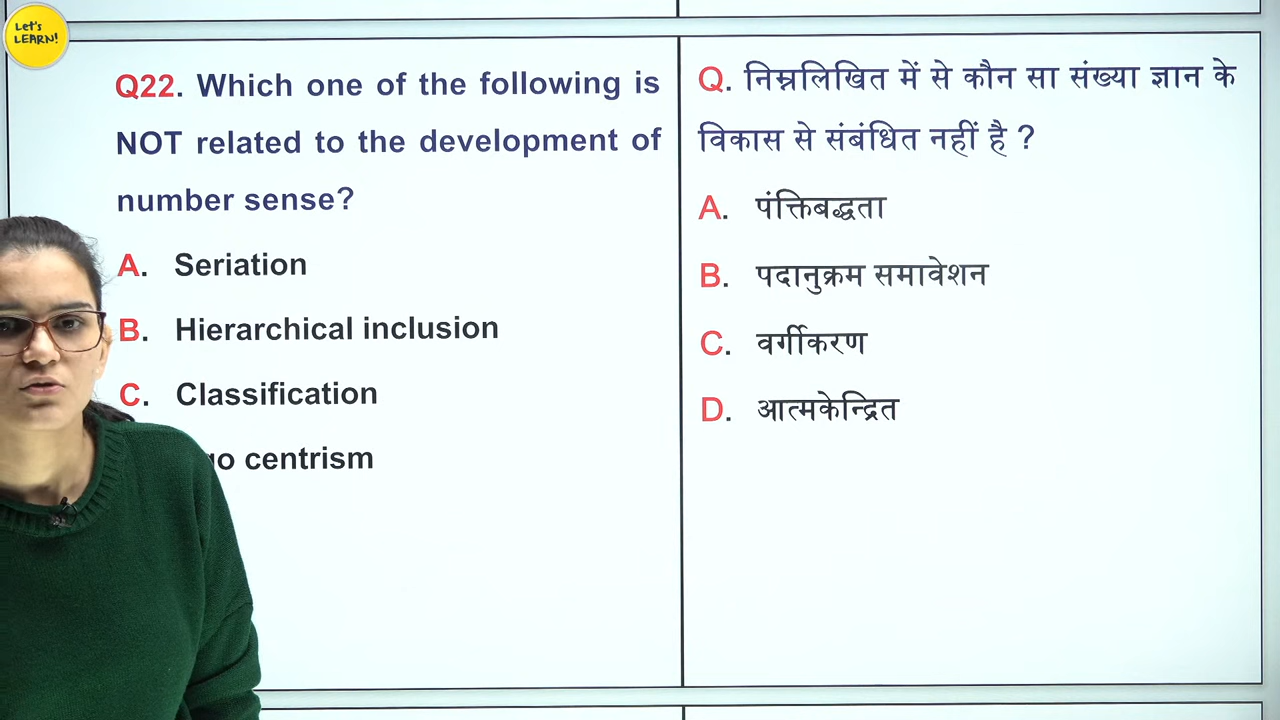 Let's
LEARN!
Q22. Which one of the following is
NOT related to the development of
number sense?
A. Seriation
B. Hierarchical inclusion
C. Classification
centrism
Q. निम्नलिखित में से कौन सा संख्या ज्ञान के
विकास से संबंधित नहीं है ?
A. पंक्तिबद्धता
B. पदानुक्रम समावेशन
C. वर्गीकरण
D. आत्मकेन्द्रित